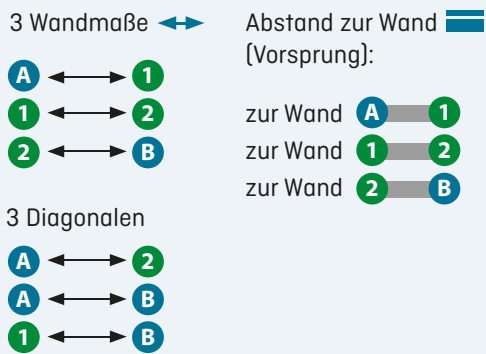 3 Wandmaße
A 1
1 2
2 B
3 Diagonalen
A 2
A B
1 B
Abstand zur Wand
(Vorsprung):
zur Wand A 1
zur Wand 1 2
zur Wand 2 B